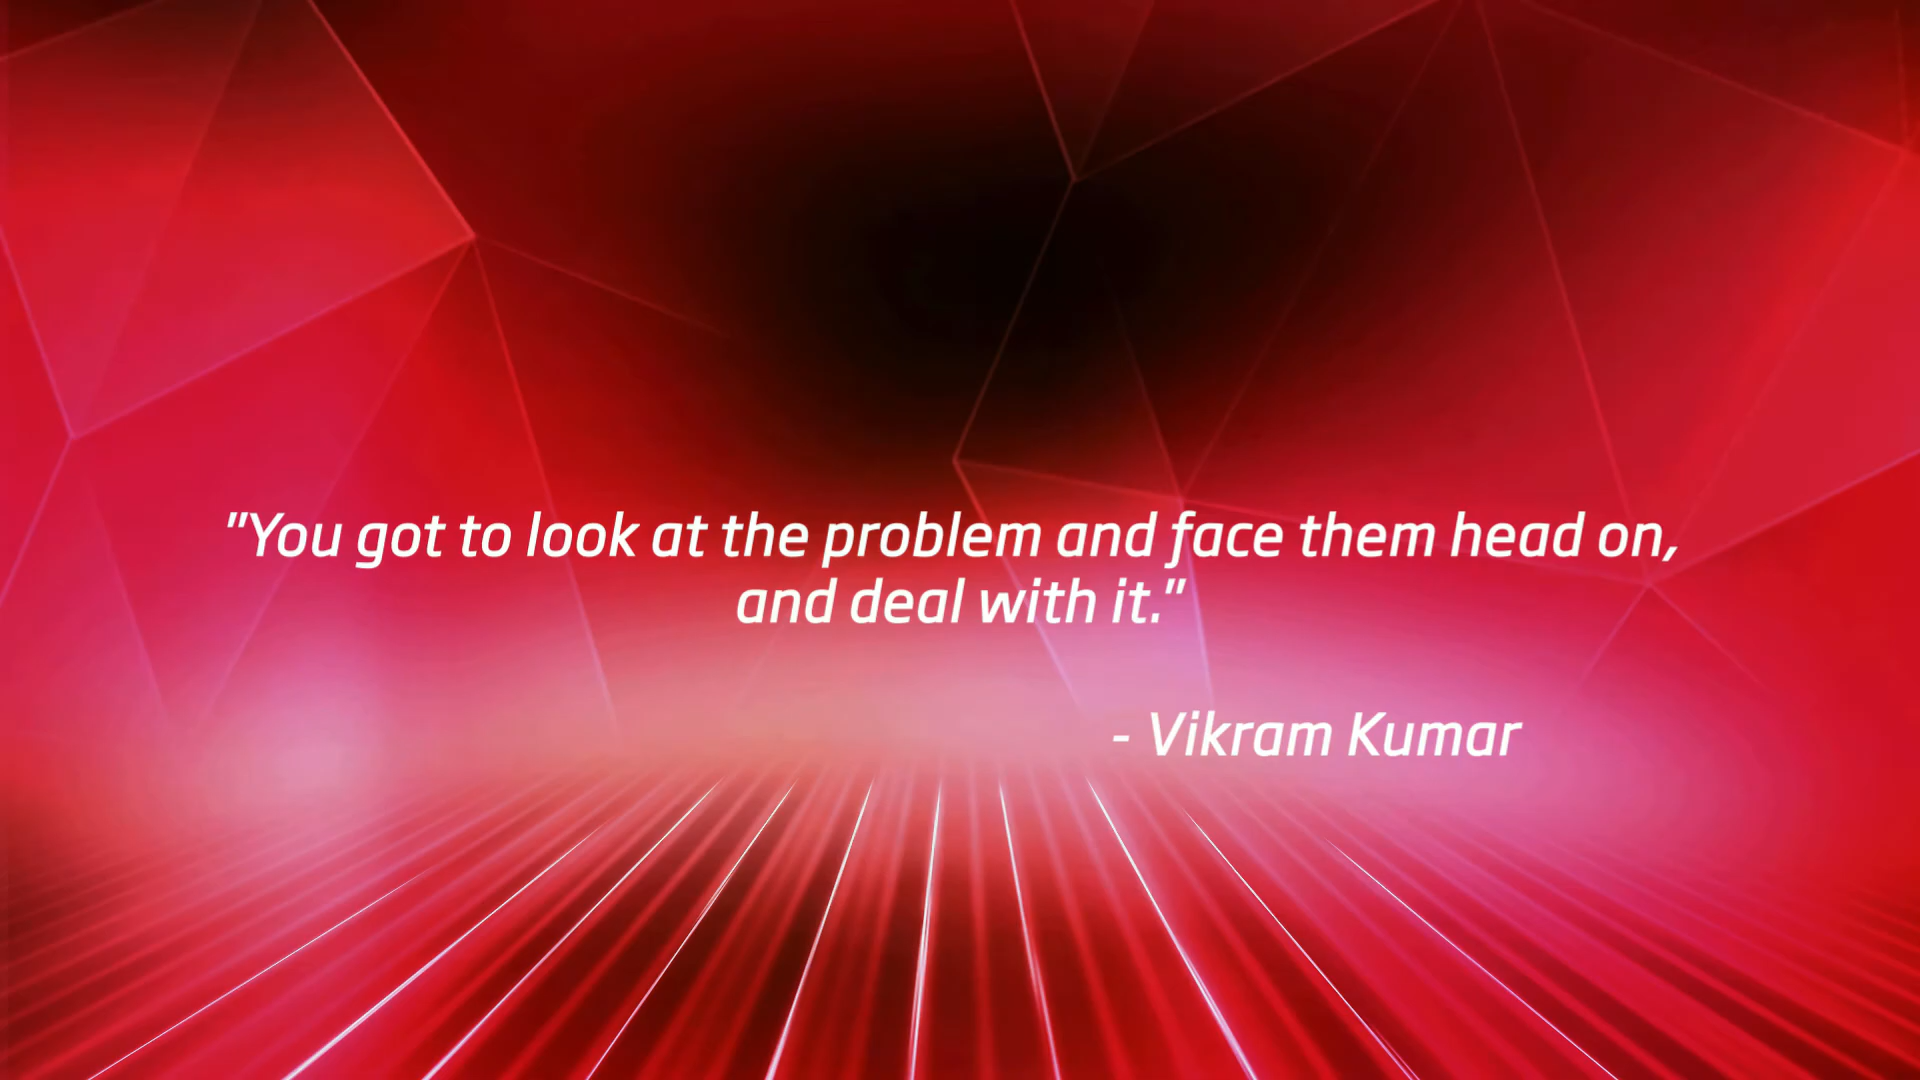 "You got to look at the problem and face them head on,
and deal with it."
- Vikram Kumar